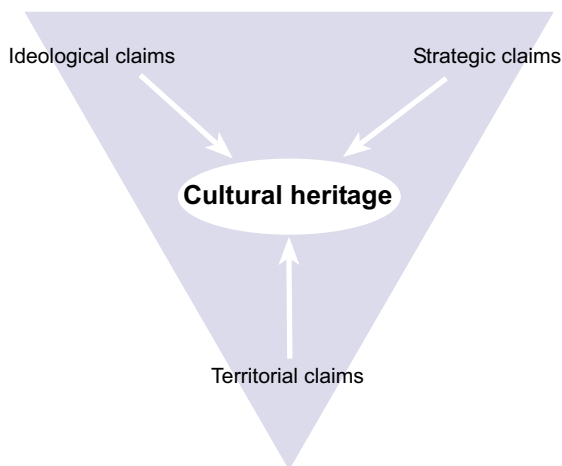 Ideological claims
Strategic claims
Cultural heritage
Territorial claims